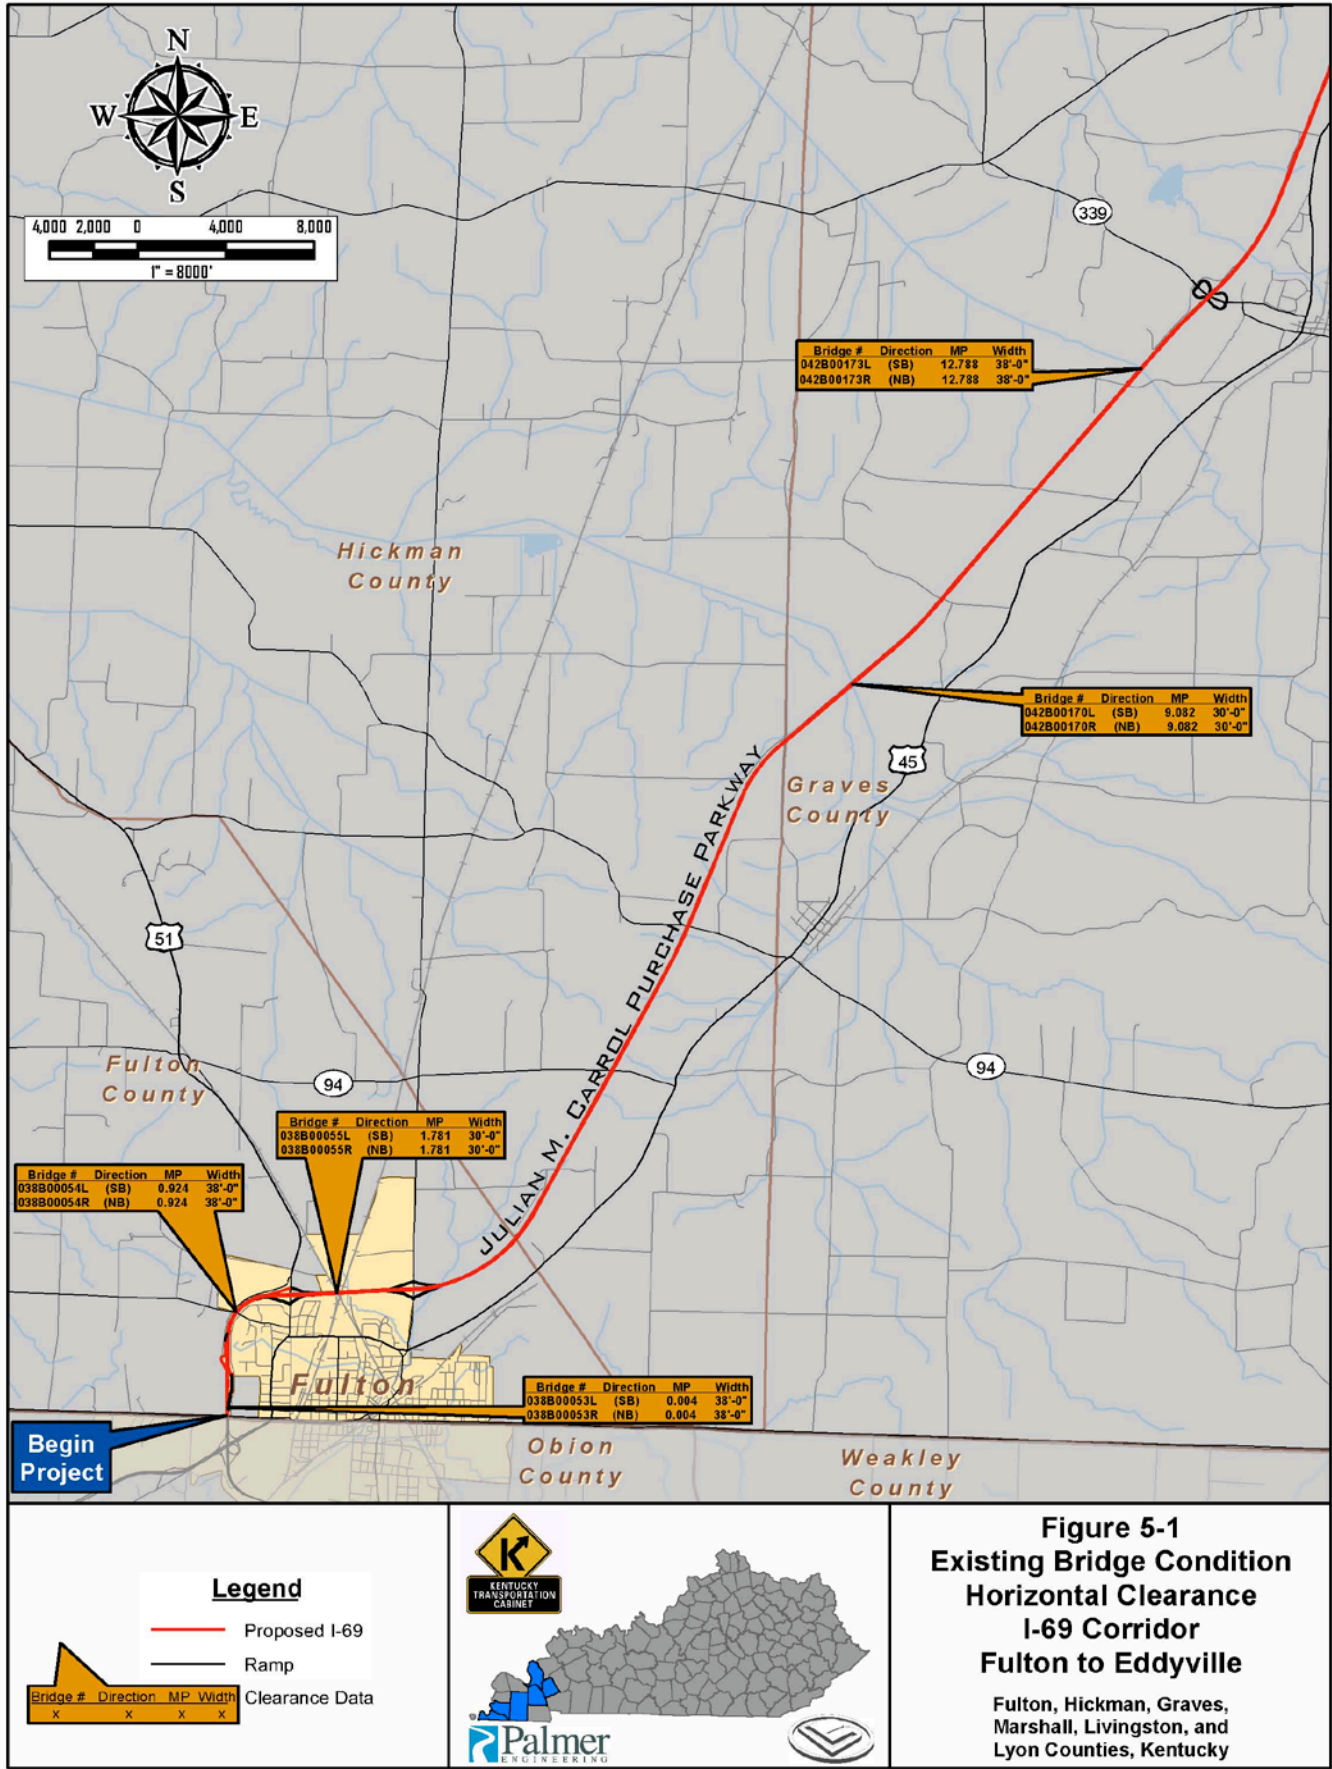 N
W E
S
4,000 2,000 0 4,000 8,000
1" = 8000'
339
Bridge # Direction MP Width
042B00173L (SB) 12.788 38'-0"
042B00173R (NB) 12.788 38'-0"
Hickman
County
Bridge # Direction MP Width
042B00170L (SB) 9.082 30'-0"
042B00170R (NB) 9.082 30'-0"
45
Graves
County
JULIAN M. CARROL PURCHASE PARKWAY
51
Fulton
County
94
94
Bridge # Direction MP Width
038B00055L (SB) 1.781 30'-0"
038B00055R (NB) 1.781 30'-0"
Bridge # Direction MP Width
038B00054L (SB) 0.924 38'-0"
038B00054R (NB) 0.924 38'-0"
Fulton
Bridge # Direction MP Width
038B00053L (SB) 0.004 38'-0"
038B00053R (NB) 0.004 38'-0"
Begin
Project
Obion
County
Weakley
County
Legend
Proposed I-69
Ramp
Bridge # Direction MP Width
x x x x
Clearance Data
K
KENTUCKY
TRANSPORTATION
CABINET
Palmer
ENGINEERING
Figure 5-1
Existing Bridge Condition
Horizontal Clearance
I-69 Corridor
Fulton to Eddyville
Fulton, Hickman, Graves,
Marshall, Livingston, and
Lyon Counties, Kentucky